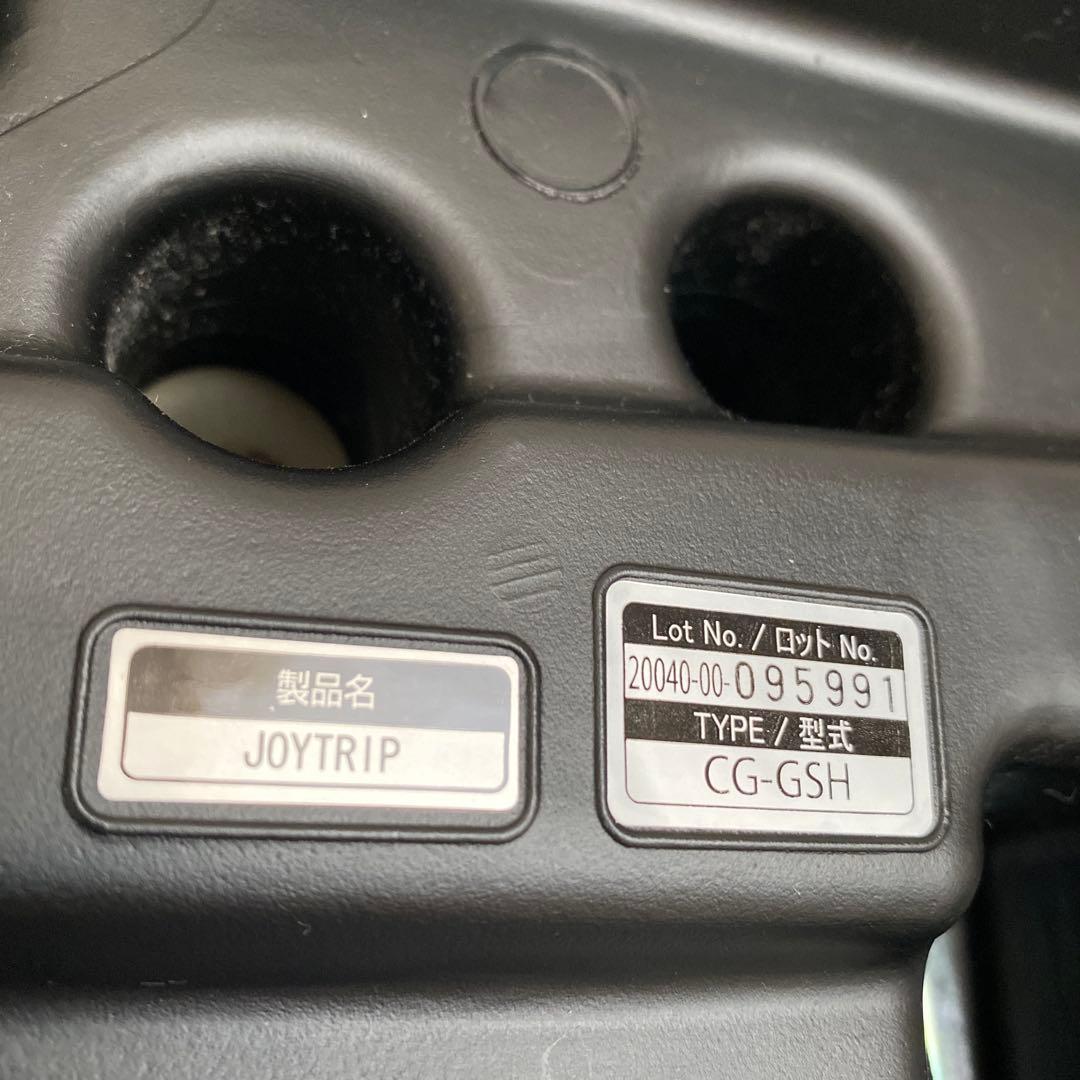 製品名
JOYTRIP
Lot No. / ロット No.
20040-00-095991
TYPE / 型式
CG-GSH